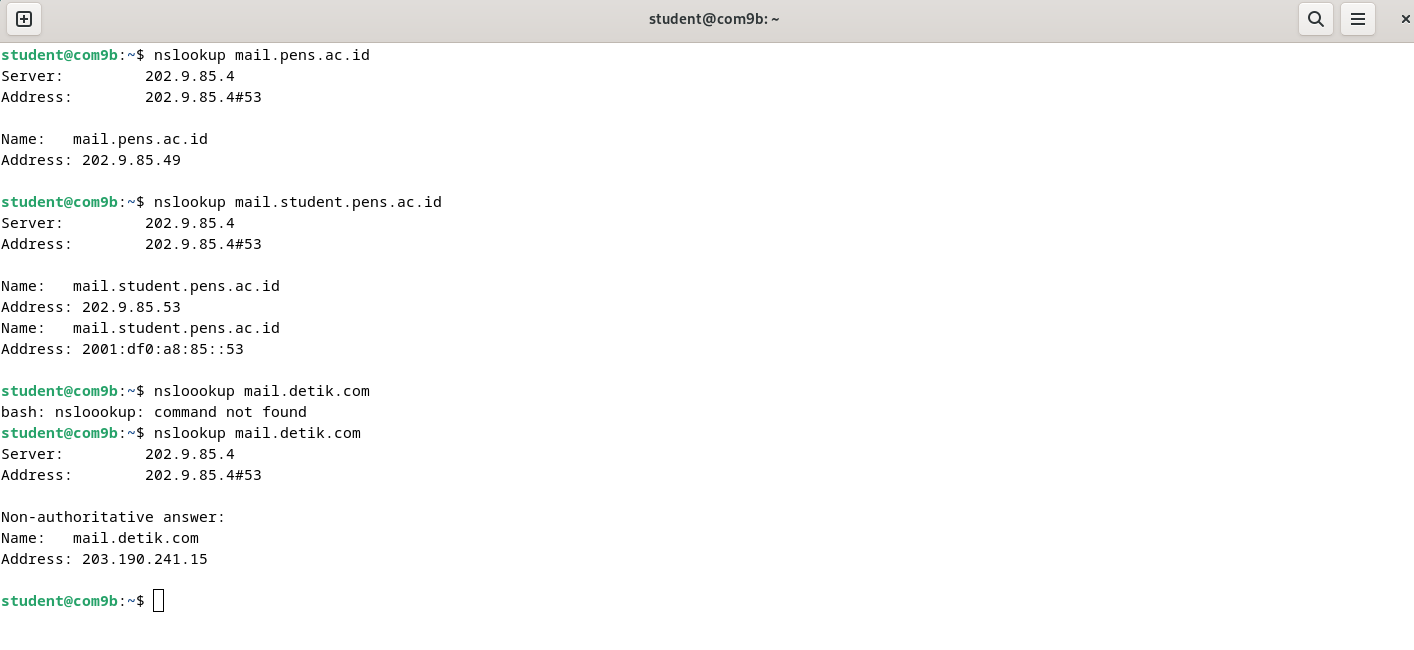 student@com9b: ~
student@com9b:~$ nslookup mail.pens.ac.id
Server:         202.9.85.4
Address:        202.9.85.4#53

Name:   mail.pens.ac.id
Address: 202.9.85.49

student@com9b:~$ nslookup mail.student.pens.ac.id
Server:         202.9.85.4
Address:        202.9.85.4#53

Name:   mail.student.pens.ac.id
Address: 202.9.85.53
Name:   mail.student.pens.ac.id
Address: 2001:df0:a8:85::53

student@com9b:~$ nsloookup mail.detik.com
bash: nsloookup: command not found
student@com9b:~$ nslookup mail.detik.com
Server:         202.9.85.4
Address:        202.9.85.4#53

Non-authoritative answer:
Name:   mail.detik.com
Address: 203.190.241.15

student@com9b:~$